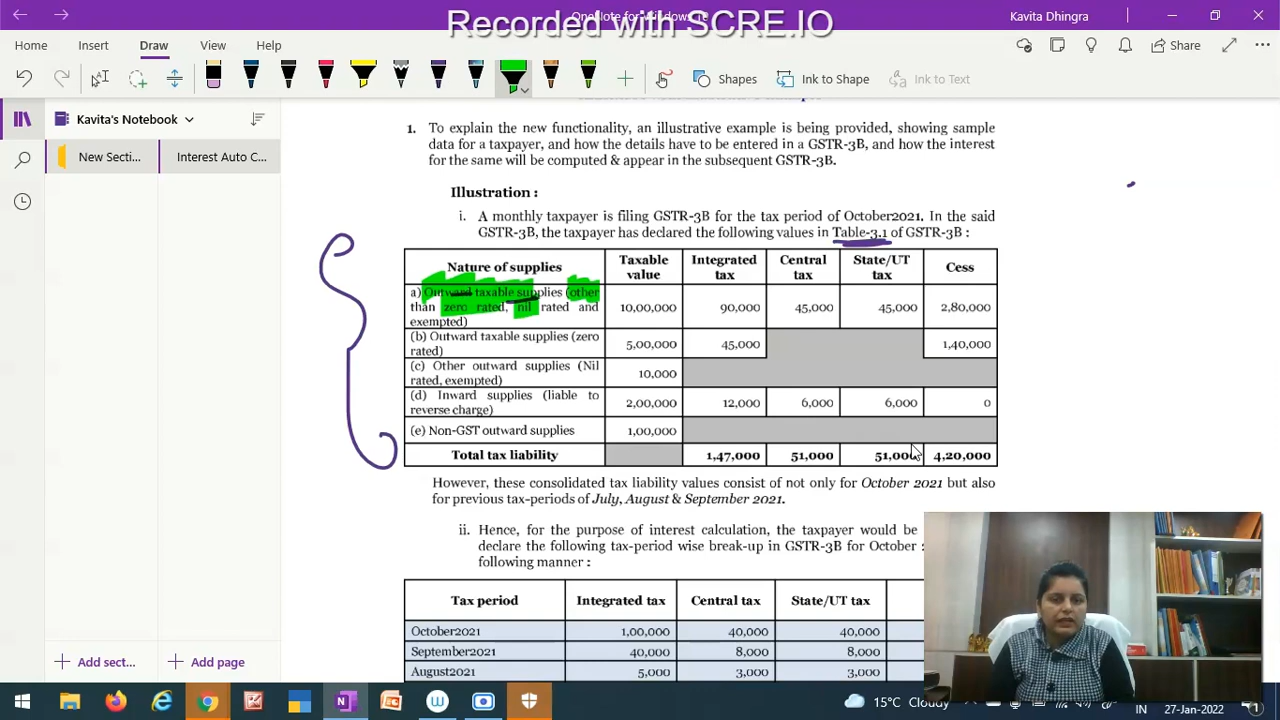 OneNote for Windows 10
Recorded with SCRE.IO
Kavita Dhingra
Home Insert Draw View Help
Share
Shapes Ink to Shape Ink to Text
Kavita's Notebook
New Secti... Interest Auto C...
1. To explain the new functionality, an illustrative example is being provided, showing sample
data for a taxpayer, and how the details have to be entered in a GSTR-3B, and how the interest
for the same will be computed & appear in the subsequent GSTR-3B.
Illustration :
i. A monthly taxpayer is filing GSTR-3B for the tax period of October2021. In the said
GSTR-3B, the taxpayer has declared the following values in Table-3.1 of GSTR-3B :
Nature of supplies Taxable value Integrated tax Central tax State/UT tax Cess
a) Outward taxable supplies (other
than zero rated, nil rated and
exempted) 10,00,000 90,000 45,000 45,000 2,80,000
(b) Outward taxable supplies (zero
rated) 5,00,000 45,000 1,40,000
(c) Other outward supplies (Nil
rated, exempted) 10,000
(d) Inward supplies (liable to
reverse charge) 2,00,000 12,000 6,000 6,000 0
(e) Non-GST outward supplies 1,00,000
Total tax liability 1,47,000 51,000 51,000 4,20,000
However, these consolidated tax liability values consist of not only for October 2021 but also
for previous tax-periods of July, August & September 2021.
ii. Hence, for the purpose of interest calculation, the taxpayer would be
declare the following tax-period wise break-up in GSTR-3B for October
following manner :
Tax period Integrated tax Central tax State/UT tax
October2021 1,00,000 40,000 40,000
September2021 40,000 8,000 8,000
August2021 5,000 3,000 3,000
+ Add sect... + Add page
15°C Cloudy IN 27-Jan-2022